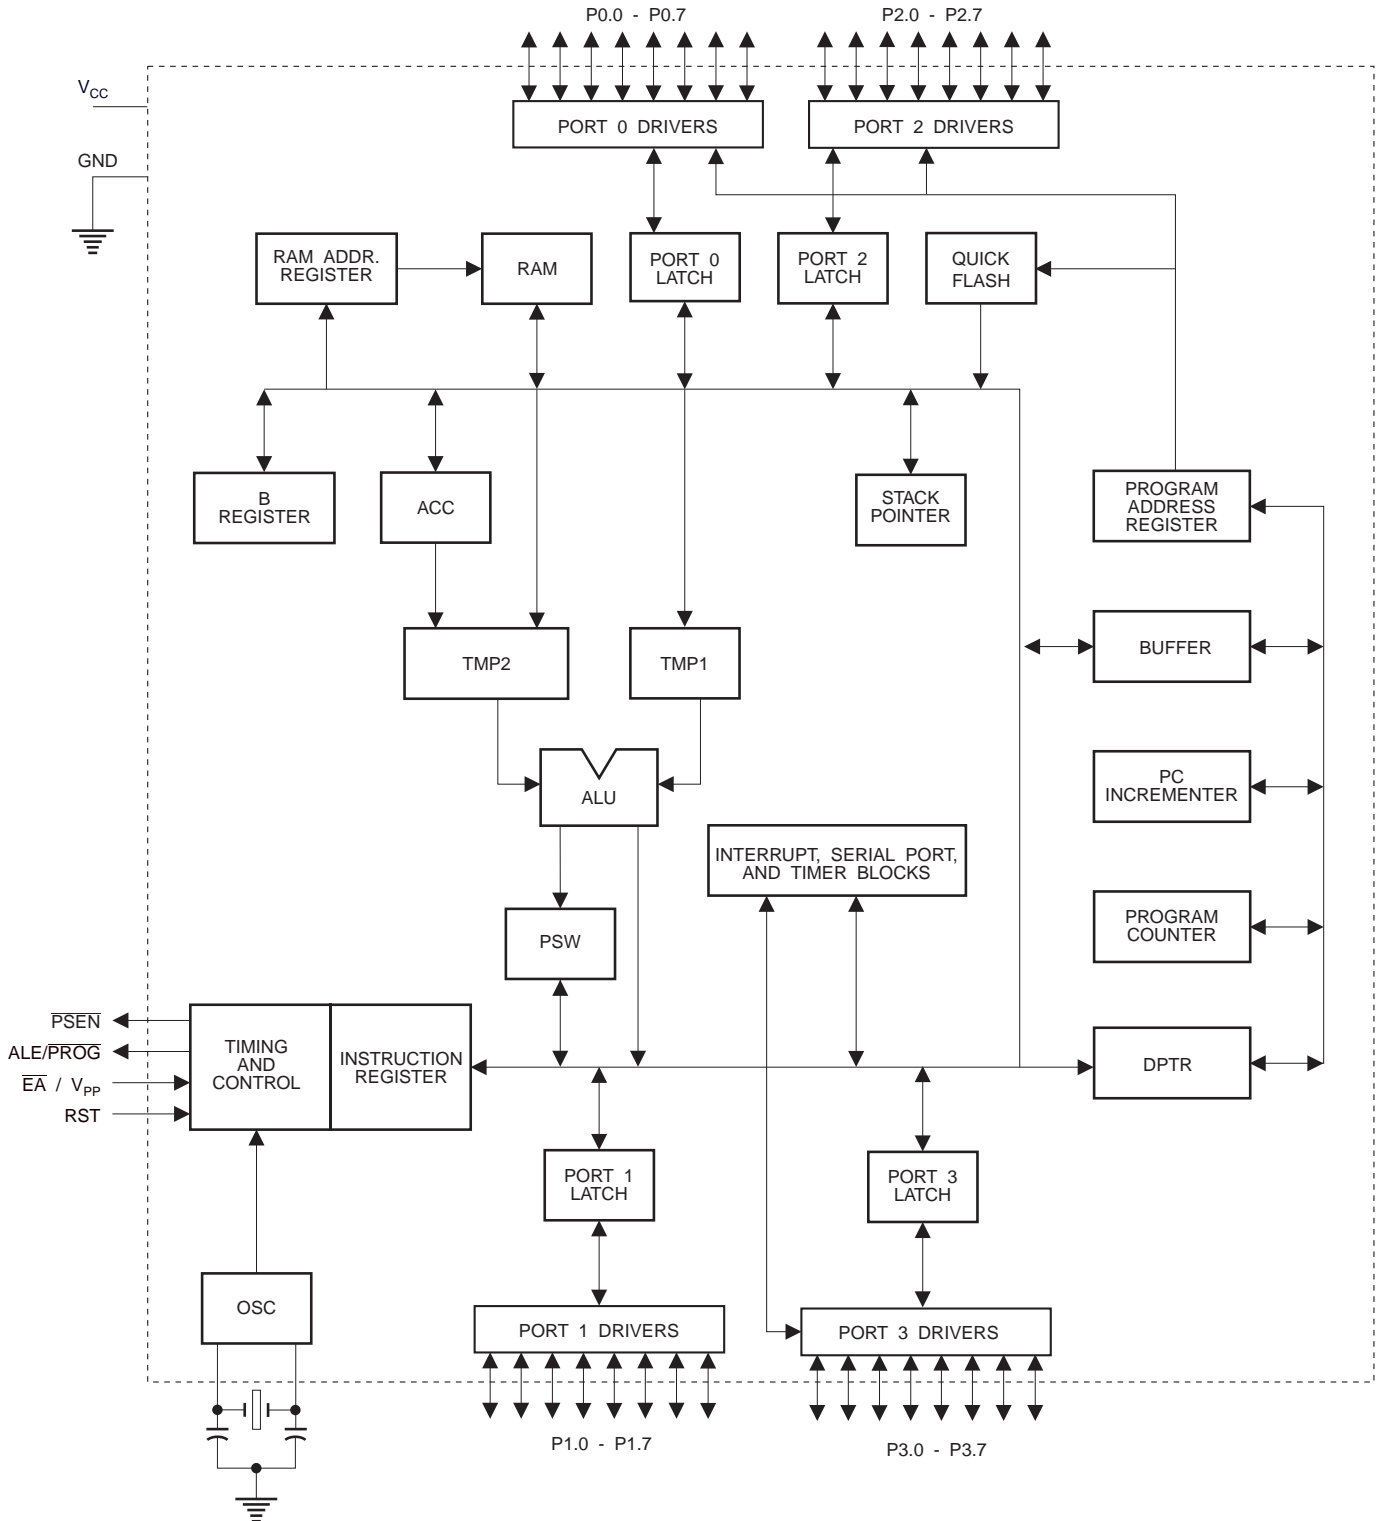 P0.0 - P0.7
P2.0 - P2.7
VCC
GND
PORT 0 DRIVERS
PORT 2 DRIVERS
RAM ADDR.
REGISTER
RAM
PORT 0
LATCH
PORT 2
LATCH
QUICK
FLASH
B
REGISTER
ACC
STACK
POINTER
PROGRAM
ADDRESS
REGISTER
TMP2
TMP1
BUFFER
ALU
PC
INCREMENTER
INTERRUPT, SERIAL PORT,
AND TIMER BLOCKS
PSW
PROGRAM
COUNTER
PSEN
ALE/PROG
EA / VPP
RST
TIMING
AND
CONTROL
INSTRUCTION
REGISTER
DPTR
PORT 1
LATCH
PORT 3
LATCH
OSC
PORT 1 DRIVERS
PORT 3 DRIVERS
P1.0 - P1.7
P3.0 - P3.7